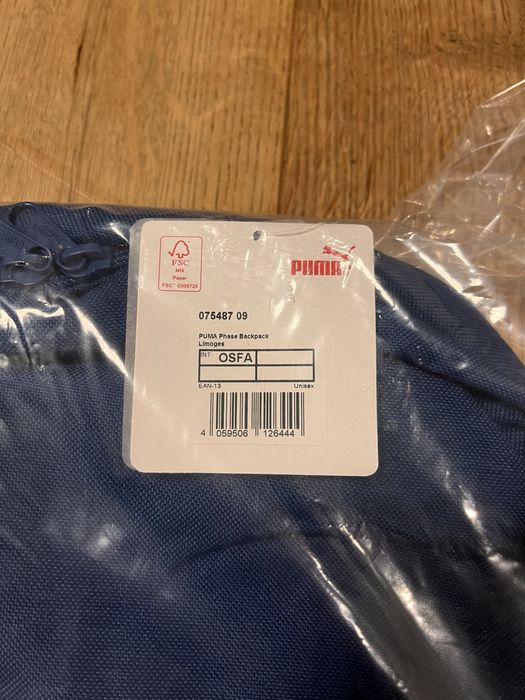 FSC
MIX
Paper
FSC® C005725
PUMA
075487 09
PUMA Phase Backpack
Limoges
INT OSFA
EAN-13 Unisex
4 059506 126444